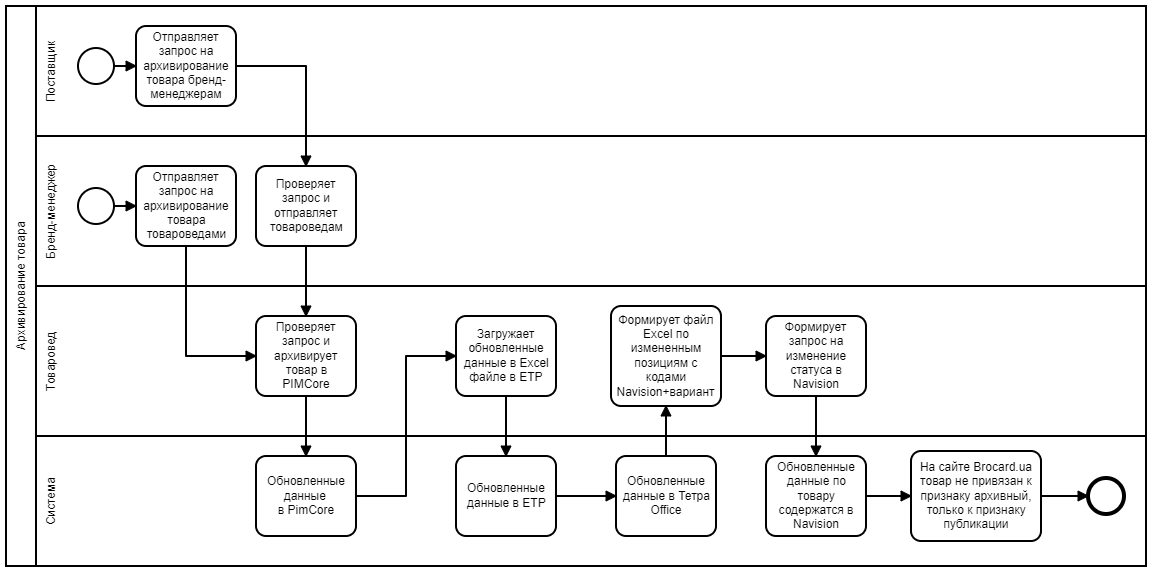 Архивирование товара
Поставщик
Отправляет
запрос на
архивирование
товара бренд-
менеджерам
Бренд-менеджер
Отправляет
запрос на
архивирование
товара
товароведами
Проверяет
запрос и
отправляет
товароведам
Товаровед
Проверяет
запрос и
архивирует
товар в
PIMCore
Загружает
обновленные
данные в Excel
файле в ETP
Формирует файл
Excel по
измененным
позициям с
кодами
Navision+вариант
Формирует
запрос на
изменение
статуса в
Navision
Система
Обновленные
данные
в PimCore
Обновленные
данные в ETP
Обновленные
данные в Тетра
Office
Обновленные
данные по
товару
содержатся в
Navision
На сайте Brocard.ua
товар не привязан к
признаку архивный,
только к признаку
публикации